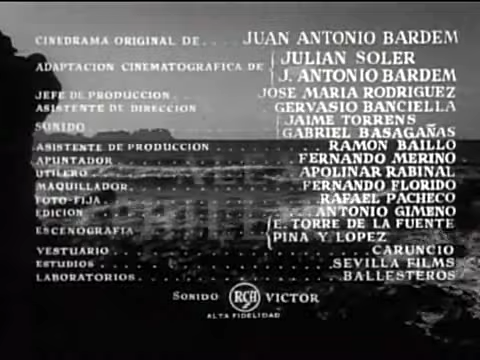 CINEDRAMA ORIGINAL DE.... JUAN ANTONIO BARDEM
ADAPTACION CINEMATOGRAFICA DE JULIAN SOLER
J. ANTONIO BARDEM
JEFE DE PRODUCCION.... JOSE MARIA RODRIGUEZ
ASISTENTE DE DIRECCION GERVASIO BANCIELLA
SONIDO JAIME TORRENS
GABRIEL BASAGAÑAS
ASISTENTE DE PRODUCCION.... RAMON BAILLO
APUNTADOR.... FERNANDO MERINO
UTILERO.... APOLINAR RABINAL
MAQUILLADOR.... FERNANDO FLORIDO
FOTO-FIJA.... RAFAEL PACHECO
EDICION.... ANTONIO GIMENO
ESCENOGRAFIA E. TORRE DE LA FUENTE
PINA Y LOPEZ
VESTUARIO.... CARUNCIO
ESTUDIOS.... SEVILLA FILMS
LABORATORIOS.... BALLESTEROS
SONIDO RCA VICTOR
ALTA FIDELIDAD